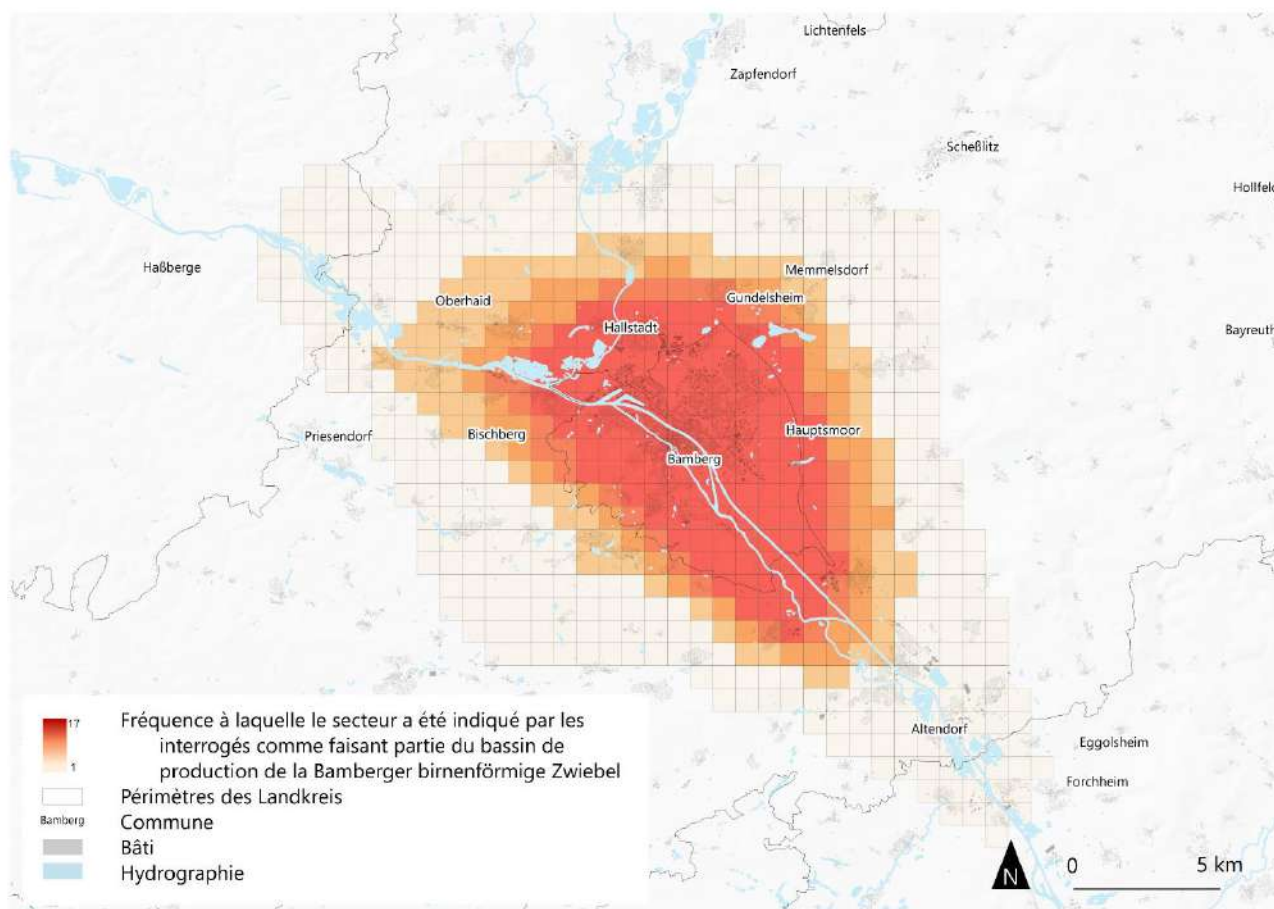 Lichtenfels
Zapfendorf
Scheßlitz
Hollfeld
Haßberge
Memmelsdorf
Oberhaid
Gundelsheim
Hallstadt
Bayreuth
Priesendorf
Bischberg
Hauptsmoor
Bamberg
Altendorf
Eggolsheim
Forchheim
17
1
Fréquence à laquelle le secteur a été indiqué par les
interrogés comme faisant partie du bassin de
production de la Bamberger birnenförmige Zwiebel
Périmètres des Landkreis
Bamberg Commune
Bâti
Hydrographie
N
0 5 km